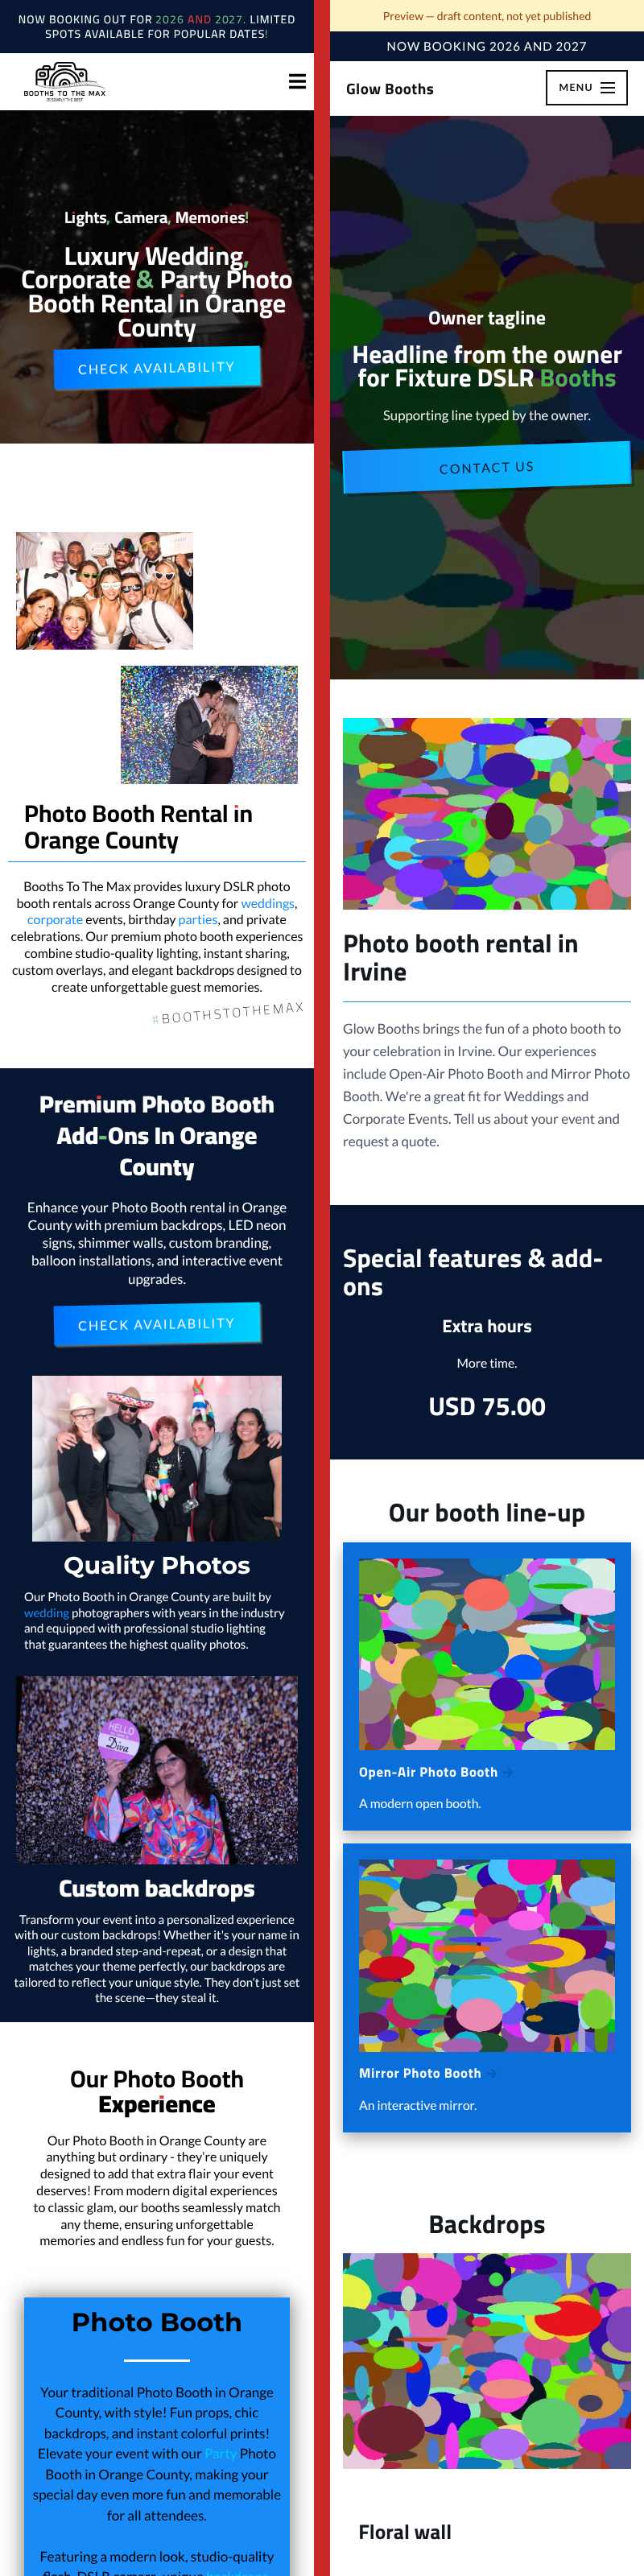 NOW BOOKING OUT FOR 2026 AND 2027. LIMITED
SPOTS AVAILABLE FOR POPULAR DATES!
BOOTHS TO THE MAX
Lights, Camera, Memories!
Luxury Wedding,
Corporate & Party Photo
Booth Rental in Orange
County
CHECK AVAILABILITY
Photo Booth Rental in
Orange County
Booths To The Max provides luxury DSLR photo
booth rentals across Orange County for weddings,
corporate events, birthday parties, and private
celebrations. Our premium photo booth experiences
combine studio-quality lighting, instant sharing,
custom overlays, and elegant backdrops designed to
create unforgettable guest memories.
#BOOTHSTOTHEMAX
Premium Photo Booth
Add-Ons In Orange
County
Enhance your Photo Booth rental in Orange
County with premium backdrops, LED neon
signs, shimmer walls, custom branding,
balloon installations, and interactive event
upgrades.
CHECK AVAILABILITY
Quality Photos
Our Photo Booth in Orange County are built by
wedding photographers with years in the industry
and equipped with professional studio lighting
that guarantees the highest quality photos.
HELLO
Diva
Custom backdrops
Transform your event into a personalized experience
with our custom backdrops! Whether it's your name in
lights, a branded step-and-repeat, or a design that
matches your theme perfectly, our backdrops are
tailored to reflect your unique style. They don't just set
the scene—they steal it.
Our Photo Booth
Experience
Our Photo Booth in Orange County are
anything but ordinary - they're uniquely
designed to add that extra flair your event
deserves! From modern digital experiences
to classic glam, our booths seamlessly match
any theme, ensuring unforgettable
memories and endless fun for your guests.
Photo Booth
Your traditional Photo Booth in Orange
County, with style! Fun props, chic
backdrops, and instant colorful prints!
Elevate your event with our Party Photo
Booth in Orange County, making your
special day even more fun and memorable
for all attendees.
Featuring a modern look, studio-quality
flash, DSLR camera, unique backdrops,
Preview — draft content, not yet published
NOW BOOKING 2026 AND 2027
Glow Booths
MENU
Owner tagline
Headline from the owner
for Fixture DSLR Booths
Supporting line typed by the owner.
CONTACT US
Photo booth rental in
Irvine
Glow Booths brings the fun of a photo booth to
your celebration in Irvine. Our experiences
include Open-Air Photo Booth and Mirror Photo
Booth. We're a great fit for Weddings and
Corporate Events. Tell us about your event and
request a quote.
Special features & add-
ons
Extra hours
More time.
USD 75.00
Our booth line-up
Open-Air Photo Booth →
A modern open booth.
Mirror Photo Booth →
An interactive mirror.
Backdrops
Floral wall